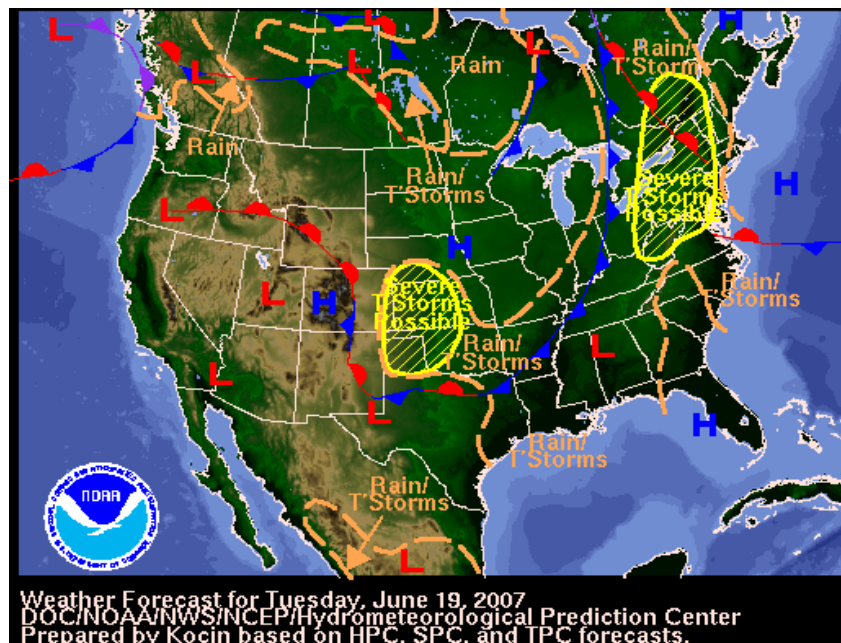 L
L
L
L
H
Rain/
T'Storms
Rain
Rain
Rain/
T'Storms
H
Severe
T'Storms
Possible
L
H
L
H
Severe
T'Storms
Possible
Rain/
T'Storms
Rain/
T'Storms
L
L
L
H
Rain/
T'Storms
Rain/
T'Storms
L
NOAA
Weather Forecast for Tuesday, June 19, 2007
DOC/NOAA/NWS/NCEP/Hydrometeorological Prediction Center
Prepared by Kocin based on HPC, SPC, and TPC forecasts.